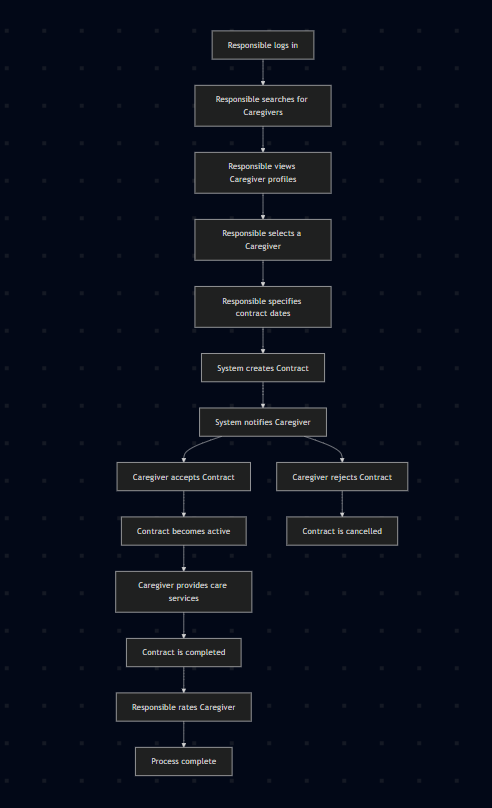 Responsible logs in
Responsible searches for
Caregivers
Responsible views
Caregiver profiles
Responsible selects a
Caregiver
Responsible specifies
contract dates
System creates Contract
System notifies Caregiver
Caregiver accepts Contract
Caregiver rejects Contract
Contract becomes active
Contract is cancelled
Caregiver provides care
services
Contract is completed
Responsible rates Caregiver
Process complete